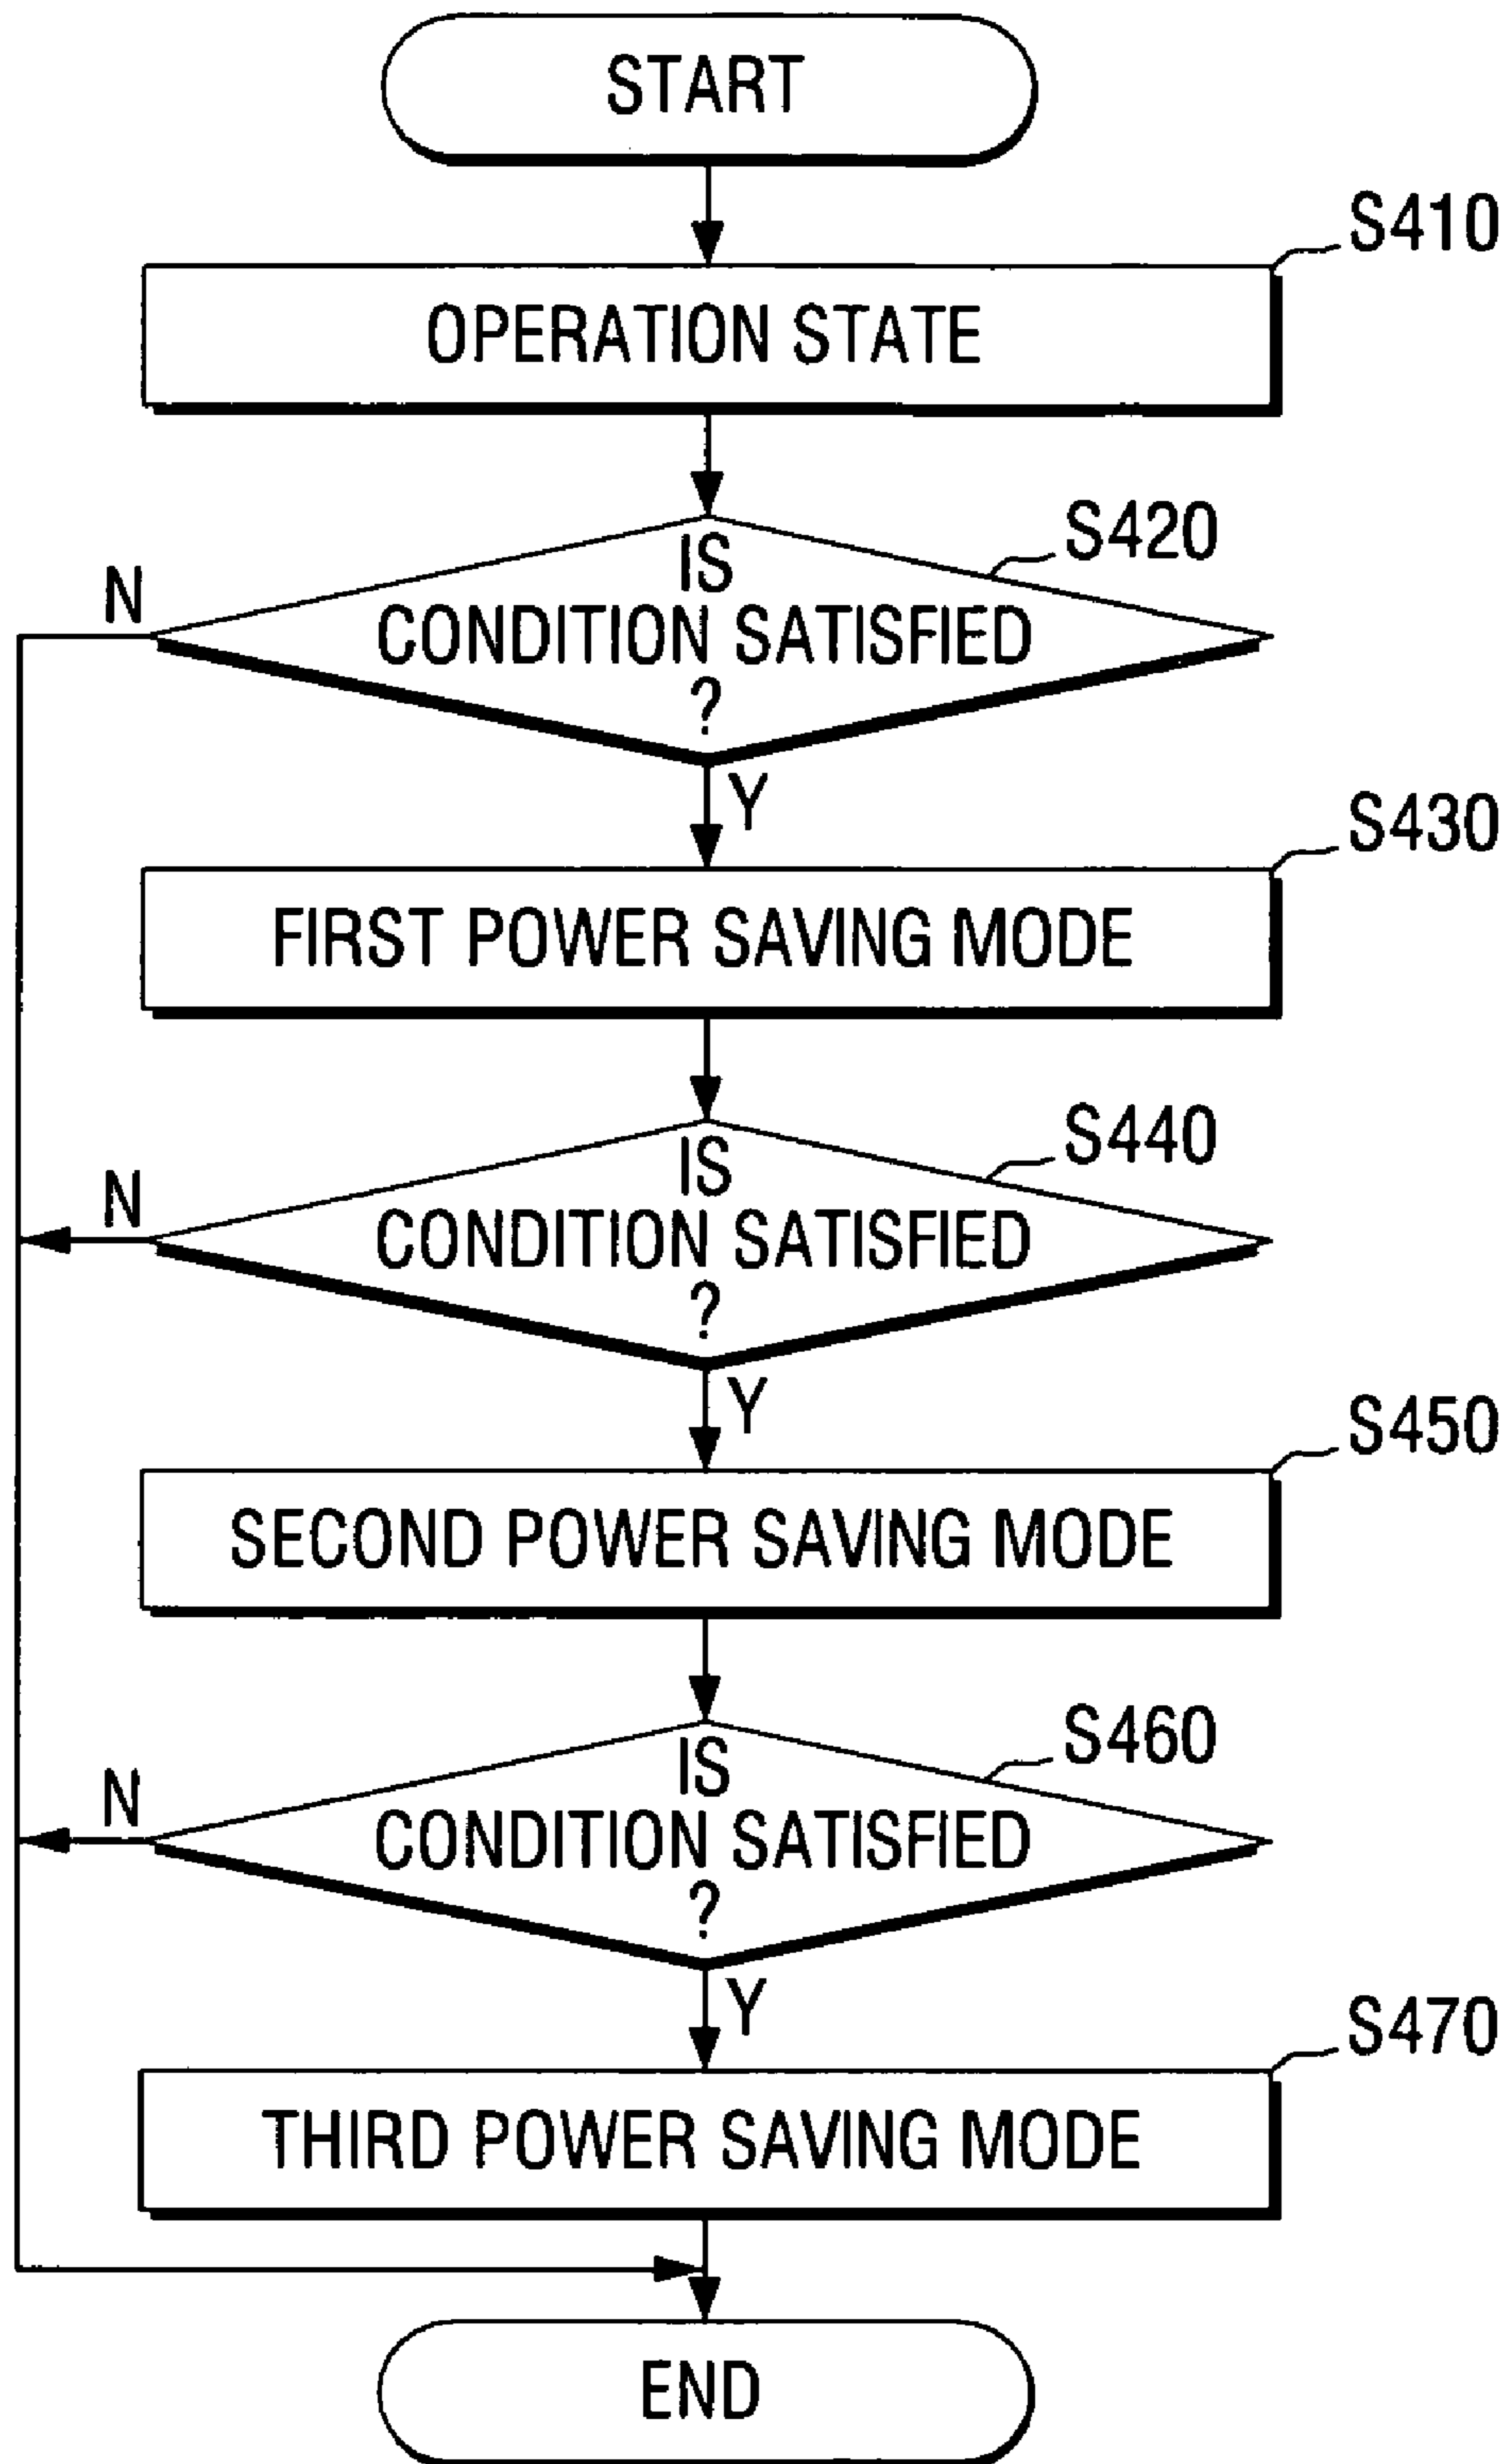 START
S410
OPERATION STATE
S420
IS
N
CONDITION SATISFIED
?
Y
S430
FIRST POWER SAVING MODE
S440
IS
N
CONDITION SATISFIED
?
Y
S450
SECOND POWER SAVING MODE
S460
IS
N
CONDITION SATISFIED
?
Y
S470
THIRD POWER SAVING MODE
END